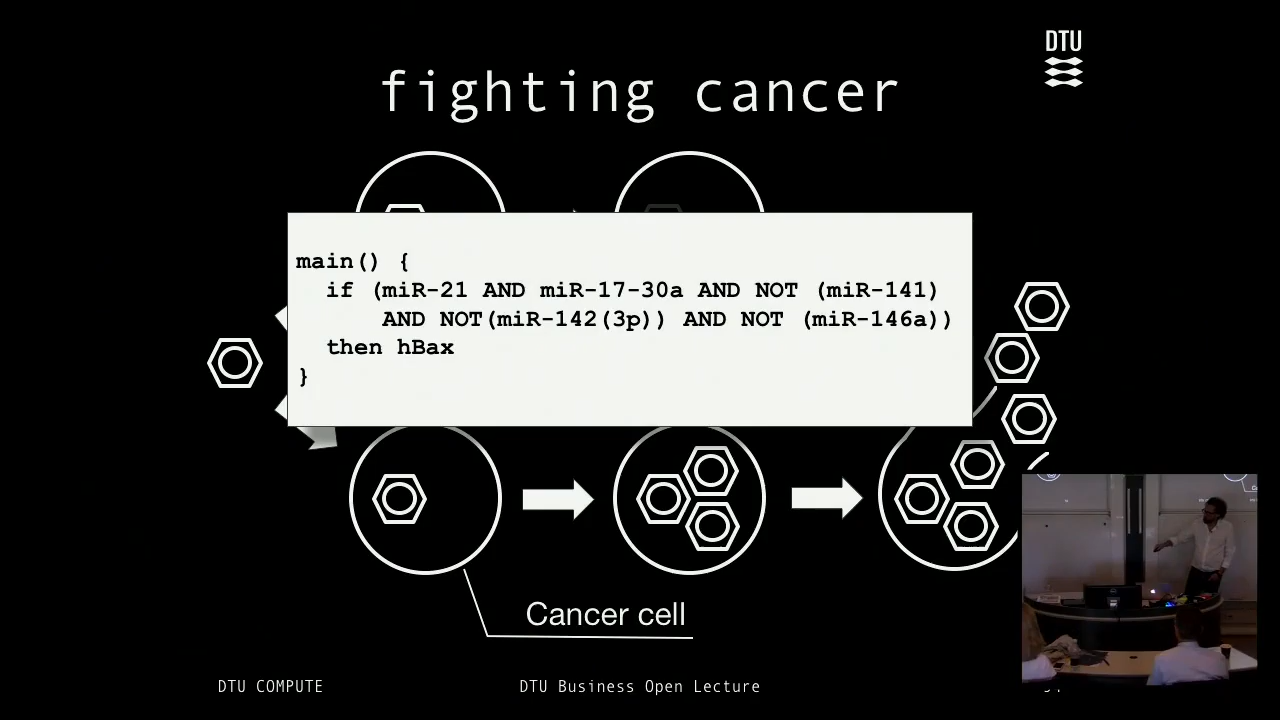 DTU
fighting cancer
main() {
if (miR-21 AND miR-17-30a AND NOT (miR-141)
AND NOT(miR-142(3p)) AND NOT (miR-146a))
then hBax
}
Cancer cell
DTU COMPUTE
DTU Business Open Lecture